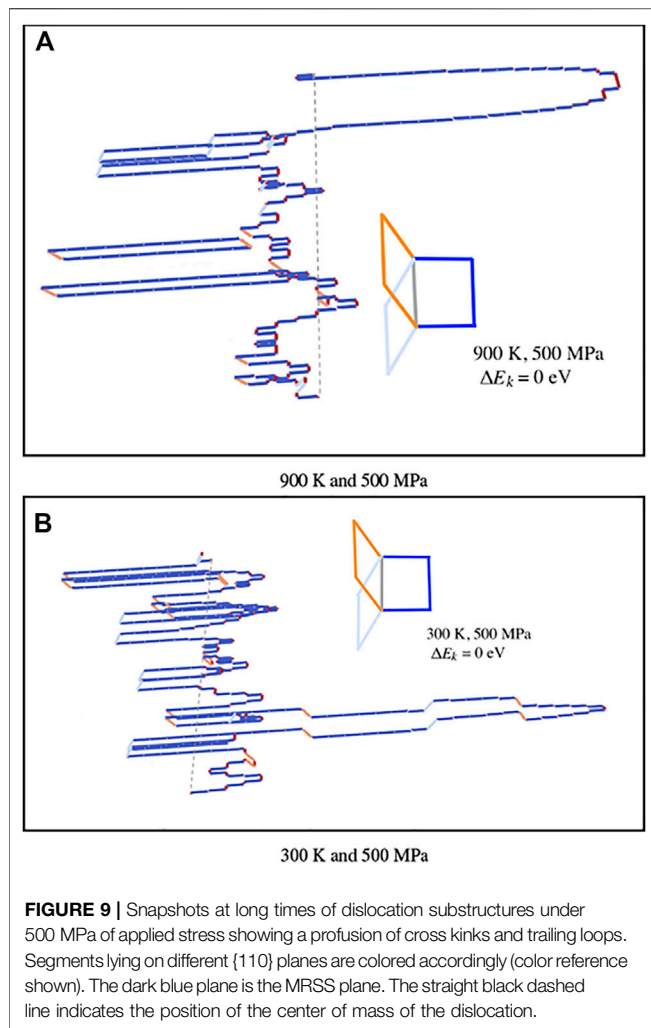 A
900 K, 500 MPa
ΔE_k = 0 eV
900 K and 500 MPa
B
300 K, 500 MPa
ΔE_k = 0 eV
300 K and 500 MPa
FIGURE 9 | Snapshots at long times of dislocation substructures under
500 MPa of applied stress showing a profusion of cross kinks and trailing loops.
Segments lying on different {110} planes are colored accordingly (color reference
shown). The dark blue plane is the MRSS plane. The straight black dashed
line indicates the position of the center of mass of the dislocation.